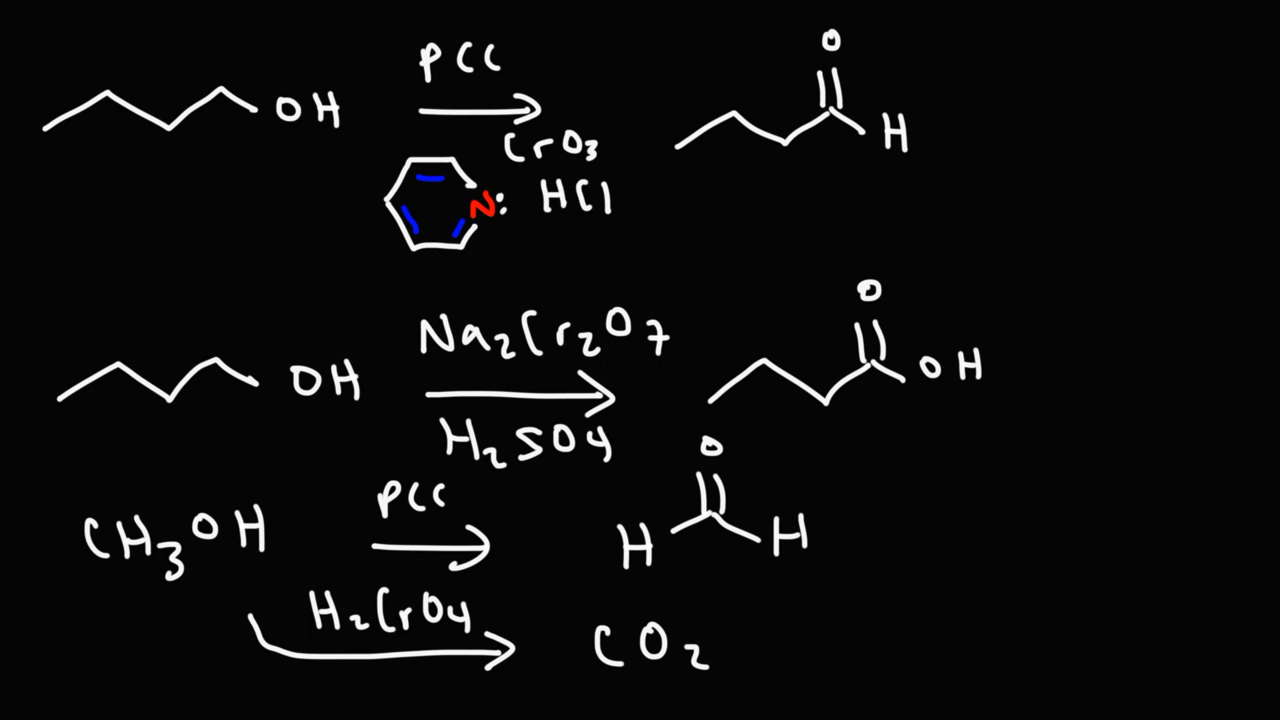 O
PCC
OH
H
CrO3
N: HCl
O
Na2Cr2O7
OH
OH
H2SO4
O
PCC
CH3OH
H H
H2CrO4
CO2